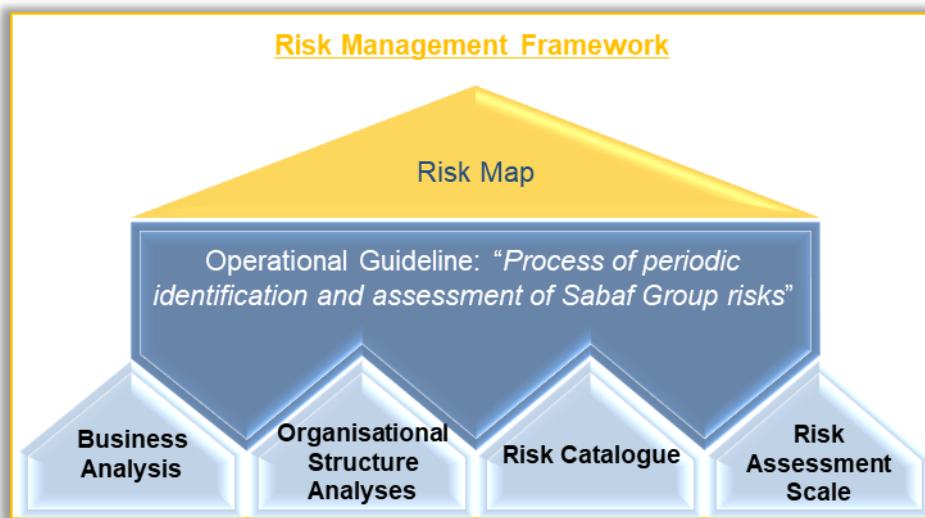 Risk Management Framework
Risk Map
Operational Guideline: “Process of periodic
identification and assessment of Sabaf Group risks”
Business
Analysis
Organisational
Structure
Analyses
Risk Catalogue
Risk
Assessment
Scale